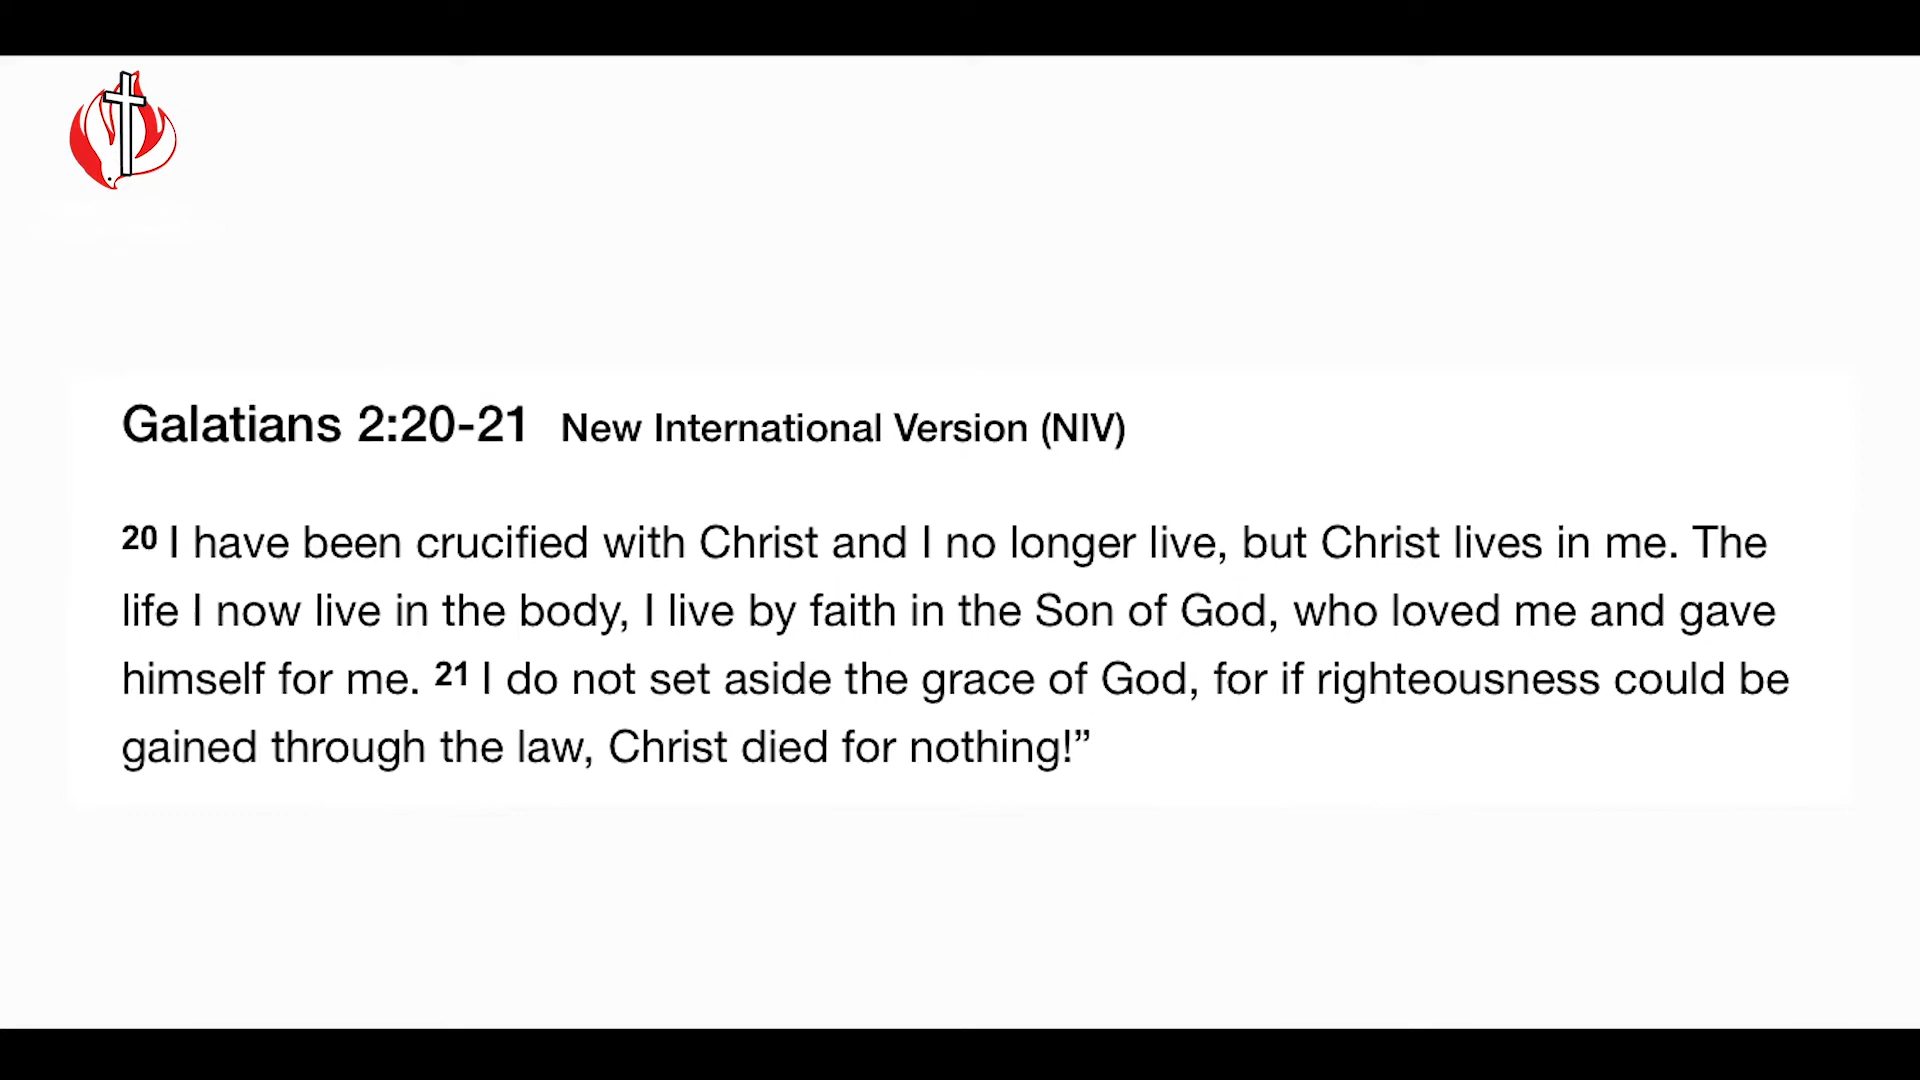 Galatians 2:20-21 New International Version (NIV)
20 I have been crucified with Christ and I no longer live, but Christ lives in me. The
life I now live in the body, I live by faith in the Son of God, who loved me and gave
himself for me. 21 I do not set aside the grace of God, for if righteousness could be
gained through the law, Christ died for nothing!”